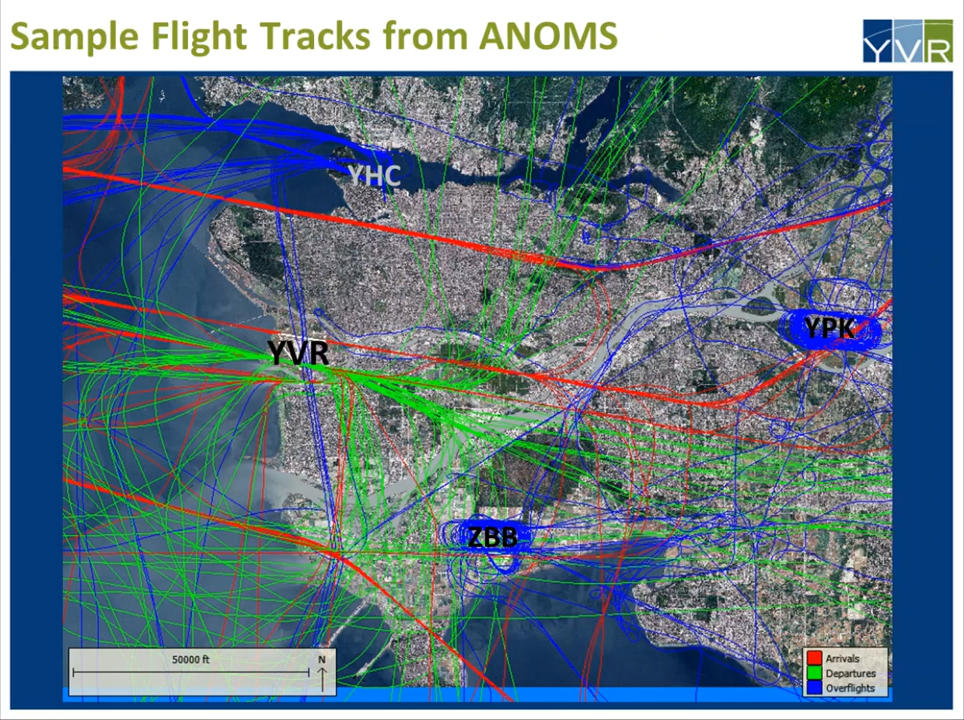 Sample Flight Tracks from ANOMS
YVR
YHC
YVR
YPK
ZBB
50000 ft
N
Arrivals
Departures
Overflights